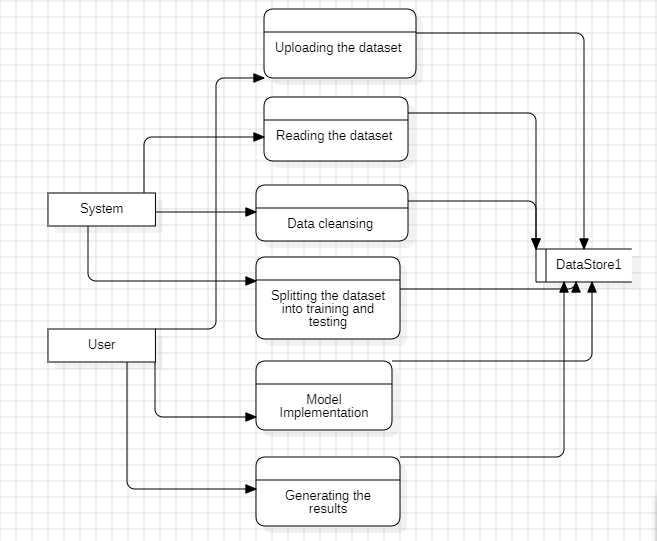 Uploading the dataset
Reading the dataset
System
Data cleansing
DataStore1
Splitting the dataset
into training and
testing
User
Model
Implementation
Generating the
results